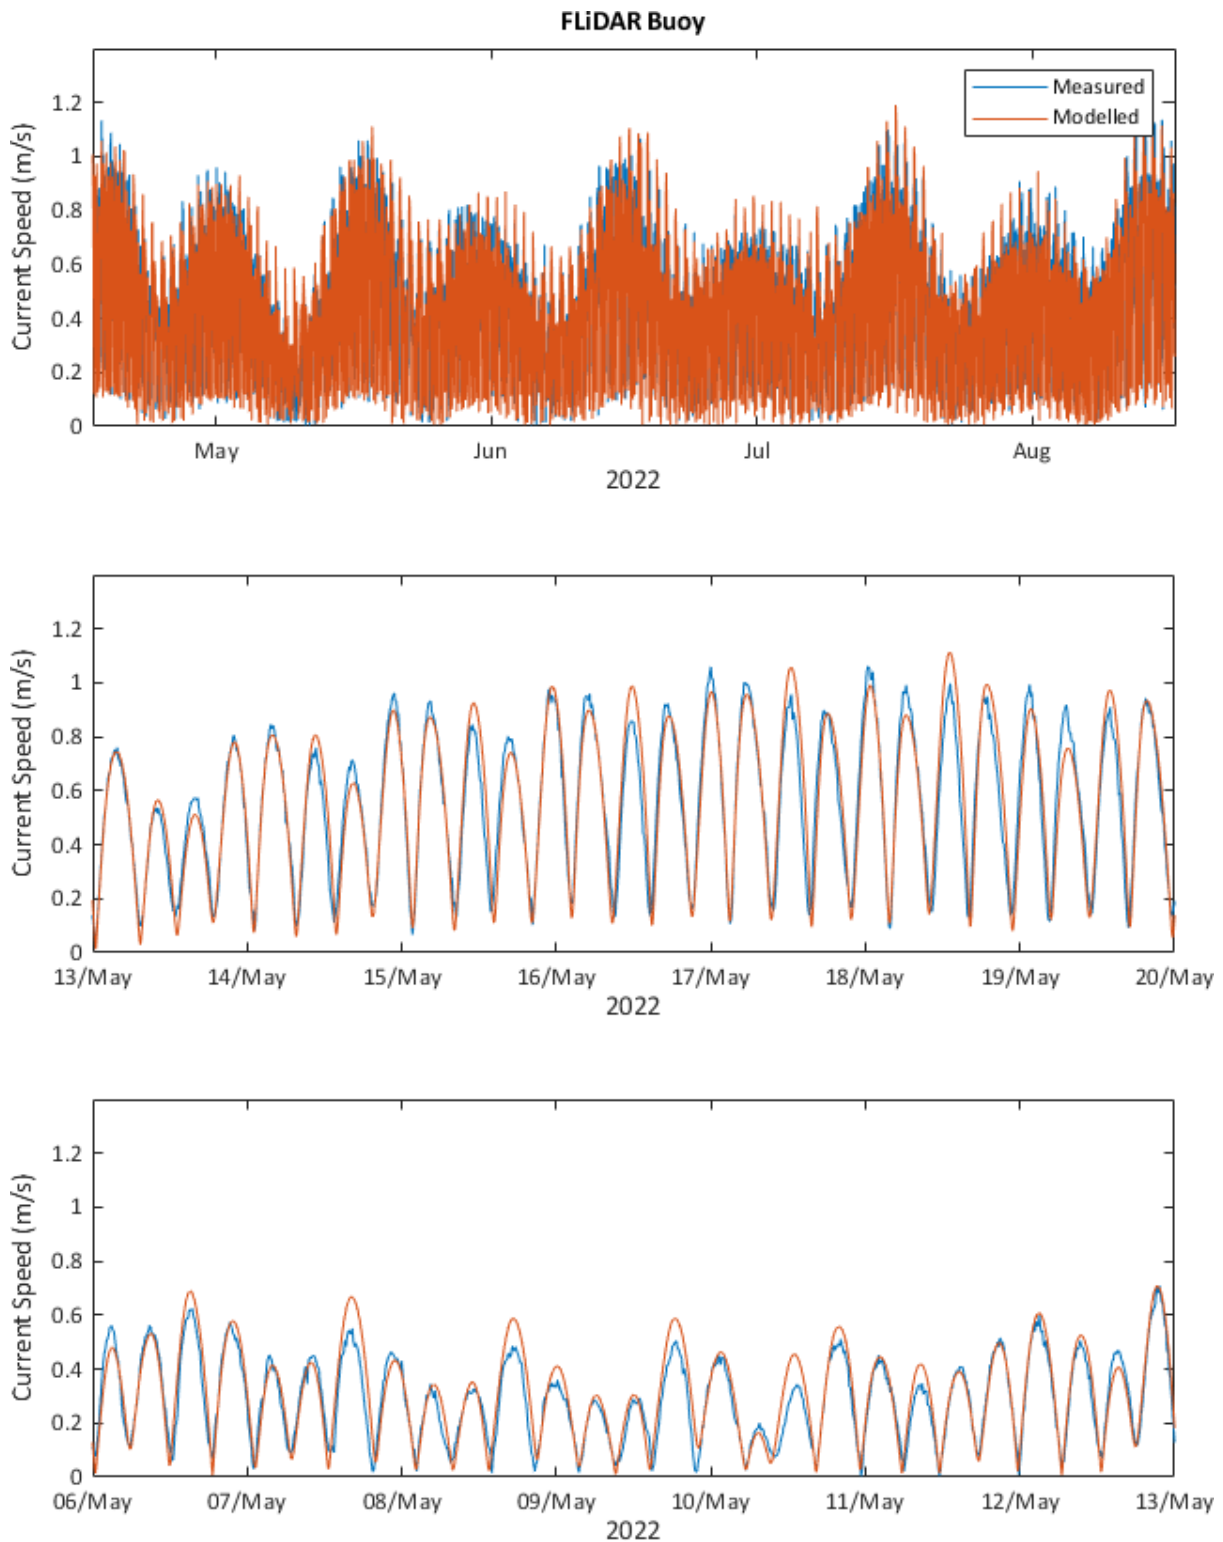 FLiDAR Buoy
Measured
Modelled
Current Speed (m/s)
1.2
1
0.8
0.6
0.4
0.2
0
May Jun Jul Aug
2022
Current Speed (m/s)
1.2
1
0.8
0.6
0.4
0.2
0
13/May 14/May 15/May 16/May 17/May 18/May 19/May 20/May
2022
Current Speed (m/s)
1.2
1
0.8
0.6
0.4
0.2
0
06/May 07/May 08/May 09/May 10/May 11/May 12/May 13/May
2022